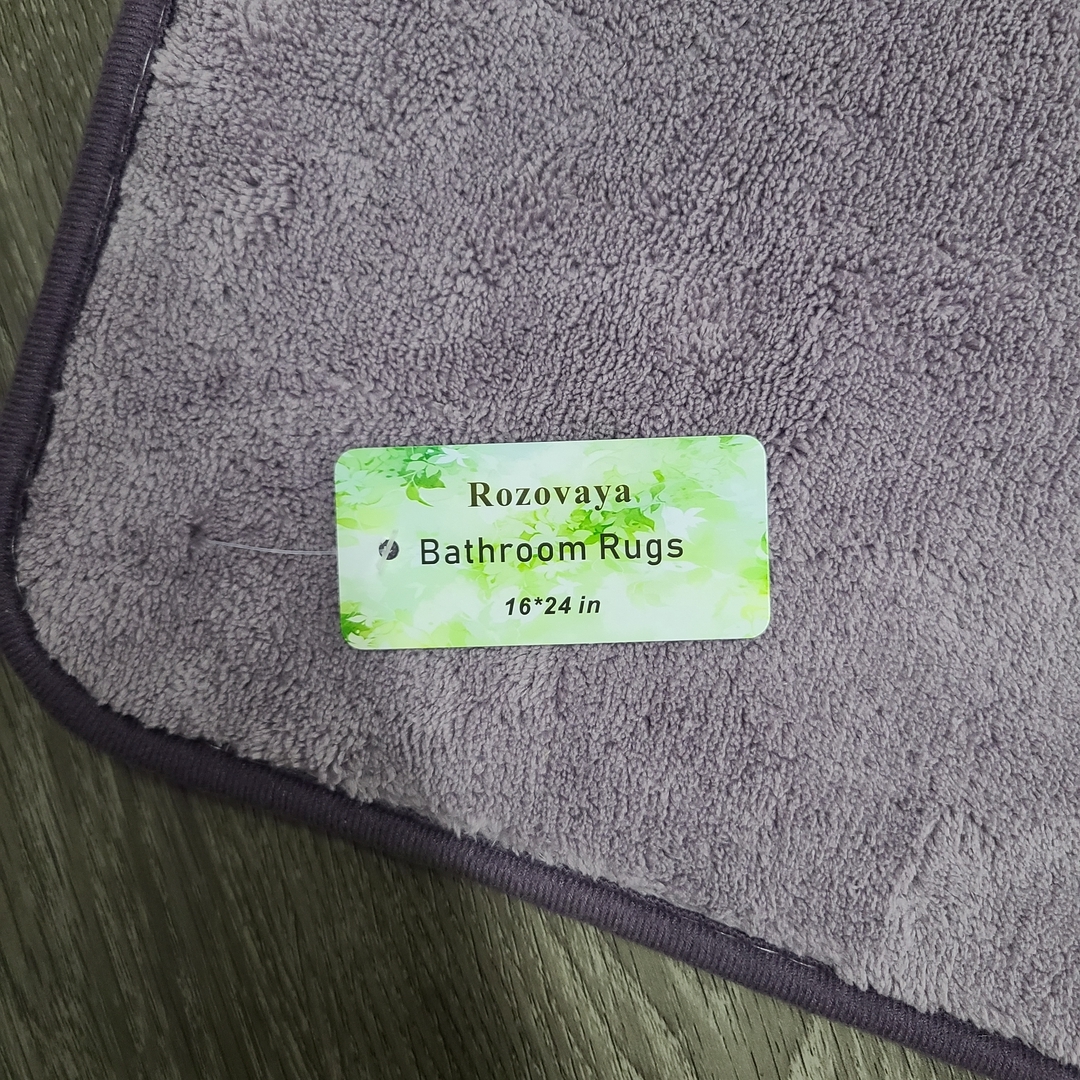 Rozovaya
Bathroom Rugs
16*24 in